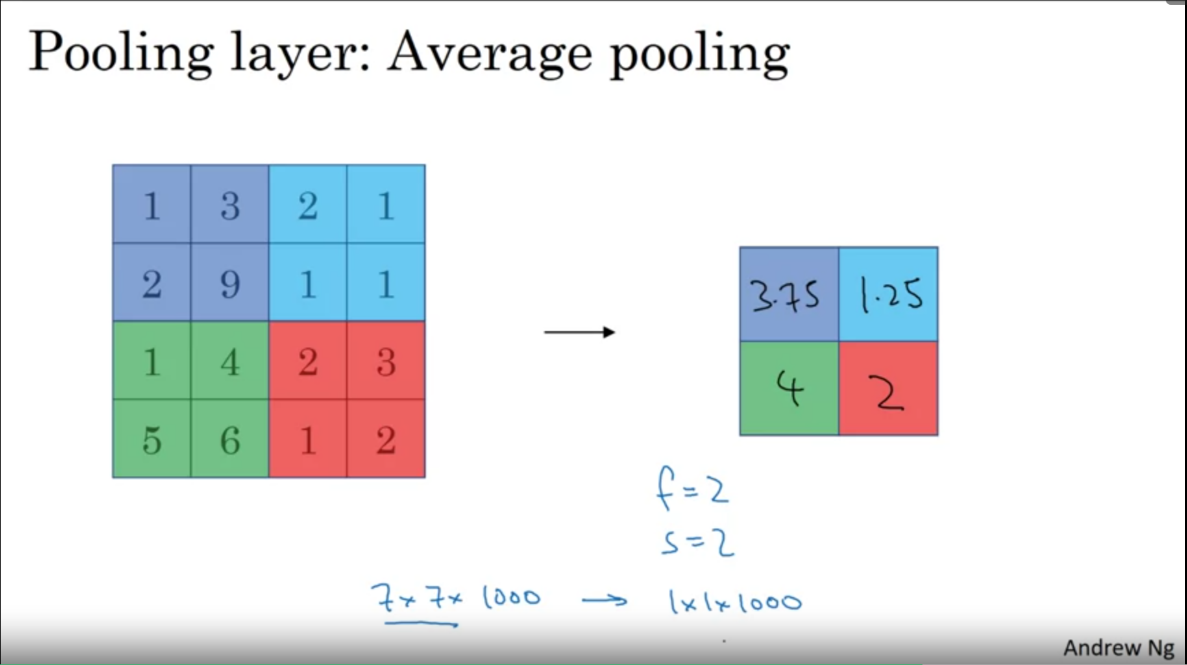 Pooling layer: Average pooling
1 3 2 1
2 9 1 1
1 4 2 3
5 6 1 2
3.75 1.25
4 2
f=2
s=2
7×7×1000 → 1×1×1000
Andrew Ng